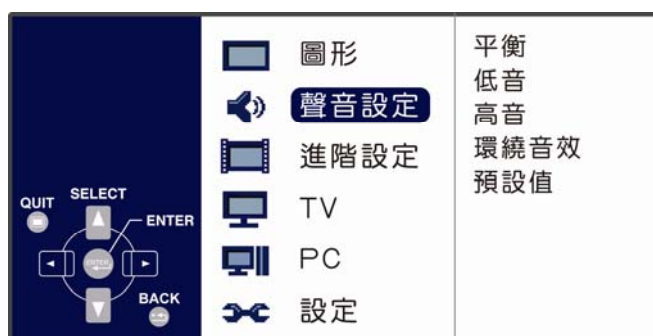 QUIT
SELECT
ENTER
ENTER
BACK
圖形
聲音設定
進階設定
TV
PC
設定
平衡
低音
高音
環繞音效
預設值